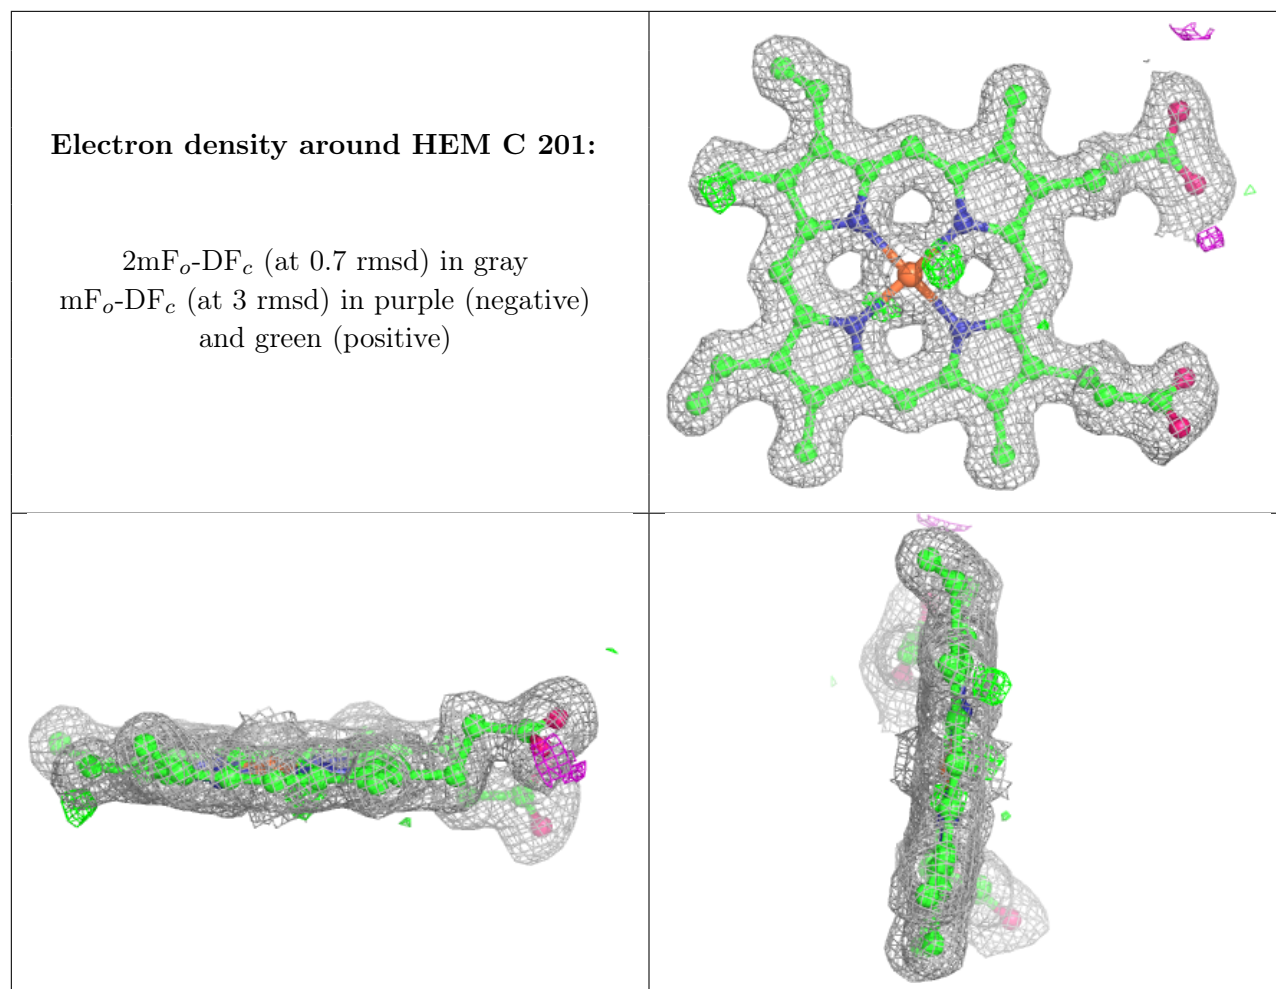 Electron density around HEM C 201:
2mFo-DFc (at 0.7 rmsd) in gray
mFo-DFc (at 3 rmsd) in purple (negative)
and green (positive)